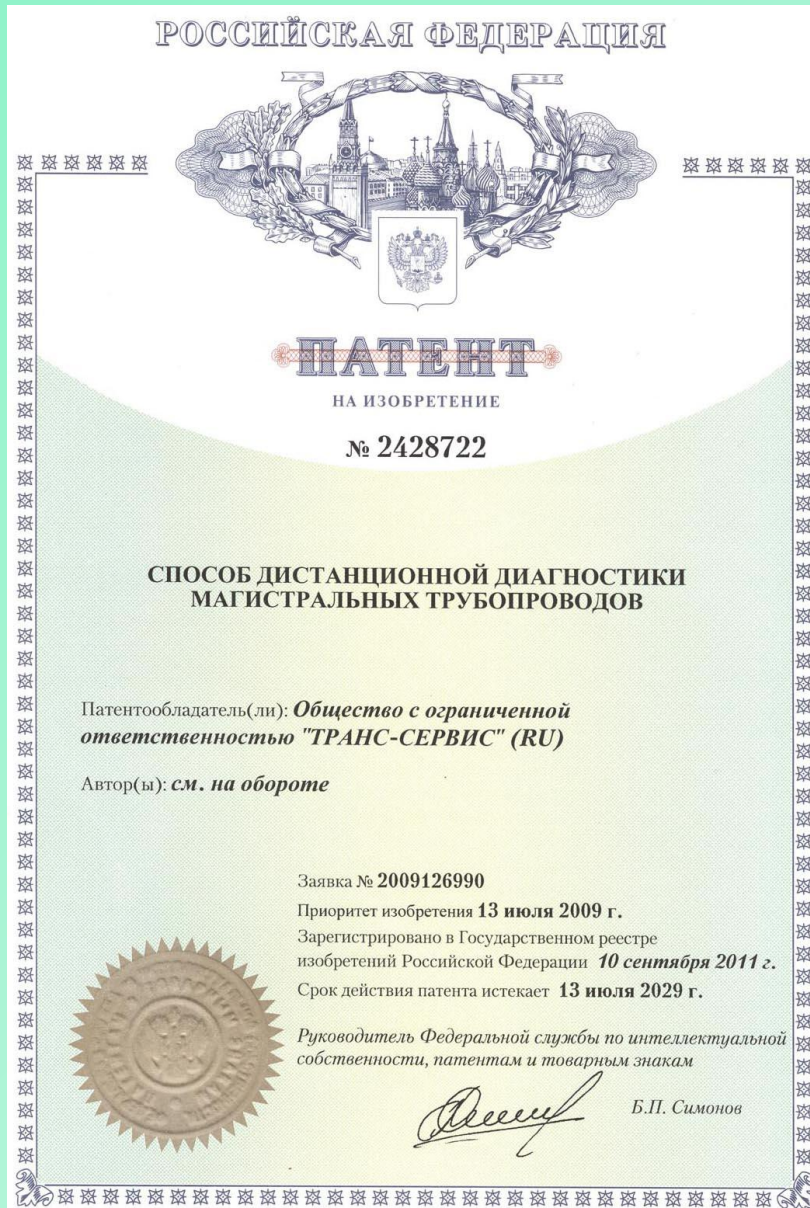 РОССИЙСКАЯ ФЕДЕРАЦИЯ
ПАТЕНТ
НА ИЗОБРЕТЕНИЕ
№ 2428722
СПОСОБ ДИСТАНЦИОННОЙ ДИАГНОСТИКИ
МАГИСТРАЛЬНЫХ ТРУБОПРОВОДОВ
Патентообладатель(ли): Общество с ограниченной
ответственностью "ТРАНС-СЕРВИС" (RU)
Автор(ы): см. на обороте
Заявка № 2009126990
Приоритет изобретения 13 июля 2009 г.
Зарегистрировано в Государственном реестре
изобретений Российской Федерации 10 сентября 2011 г.
Срок действия патента истекает 13 июля 2029 г.
Руководитель Федеральной службы по интеллектуальной
собственности, патентам и товарным знакам
Б.П. Симонов